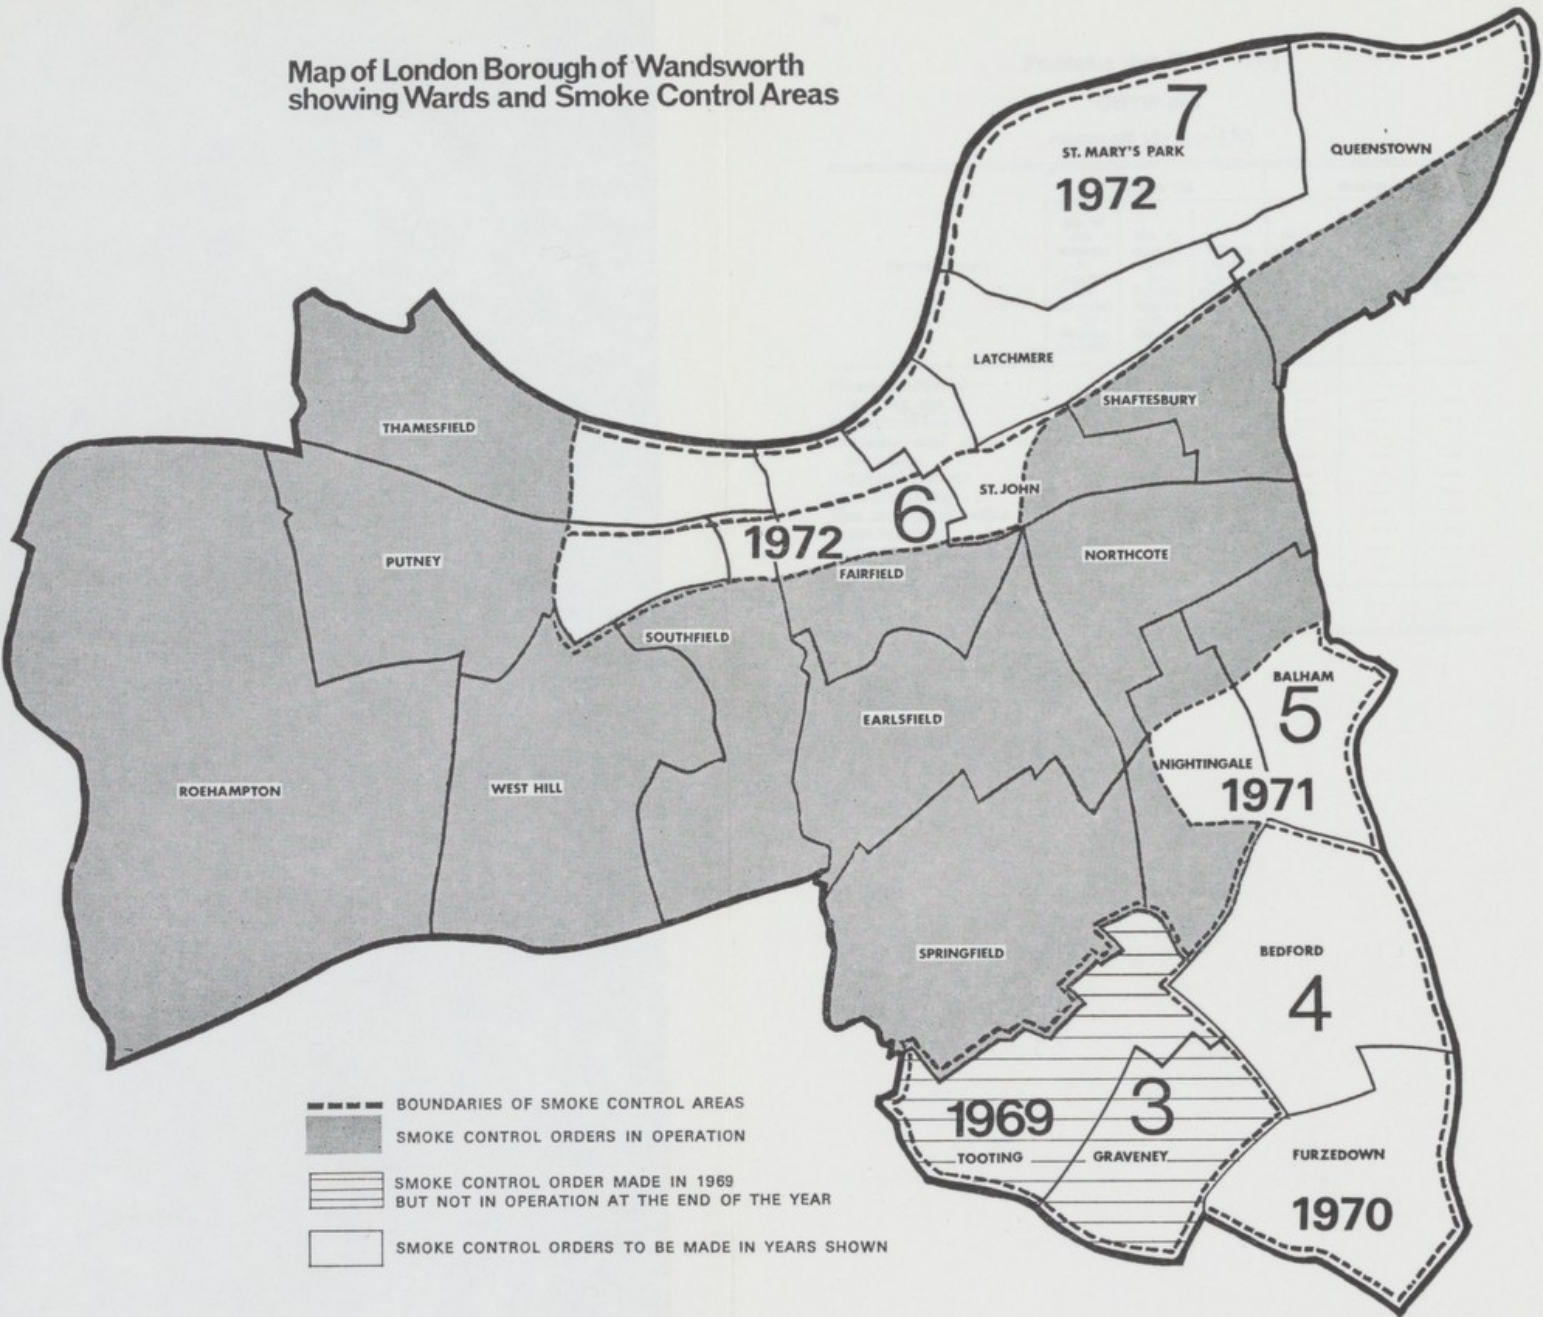 Map of London Borough of Wandsworth
showing Wards and Smoke Control Areas
7
ST. MARY'S PARK
1972
QUEENSTOWN
LATCHMERE
SHAFTESBURY
THAMESFIELD
ST. JOHN
6
1972
PUTNEY
FAIRFIELD
NORTHCOTE
SOUTHFIELD
BALHAM
5
EARLSFIELD
NIGHTINGALE
1971
ROEHAMPTON
WEST HILL
SPRINGFIELD
BEDFORD
4
3
1969
TOOTING
GRAVENEY
FURZEDOWN
1970
BOUNDARIES OF SMOKE CONTROL AREAS
SMOKE CONTROL ORDERS IN OPERATION
SMOKE CONTROL ORDER MADE IN 1969
BUT NOT IN OPERATION AT THE END OF THE YEAR
SMOKE CONTROL ORDERS TO BE MADE IN YEARS SHOWN